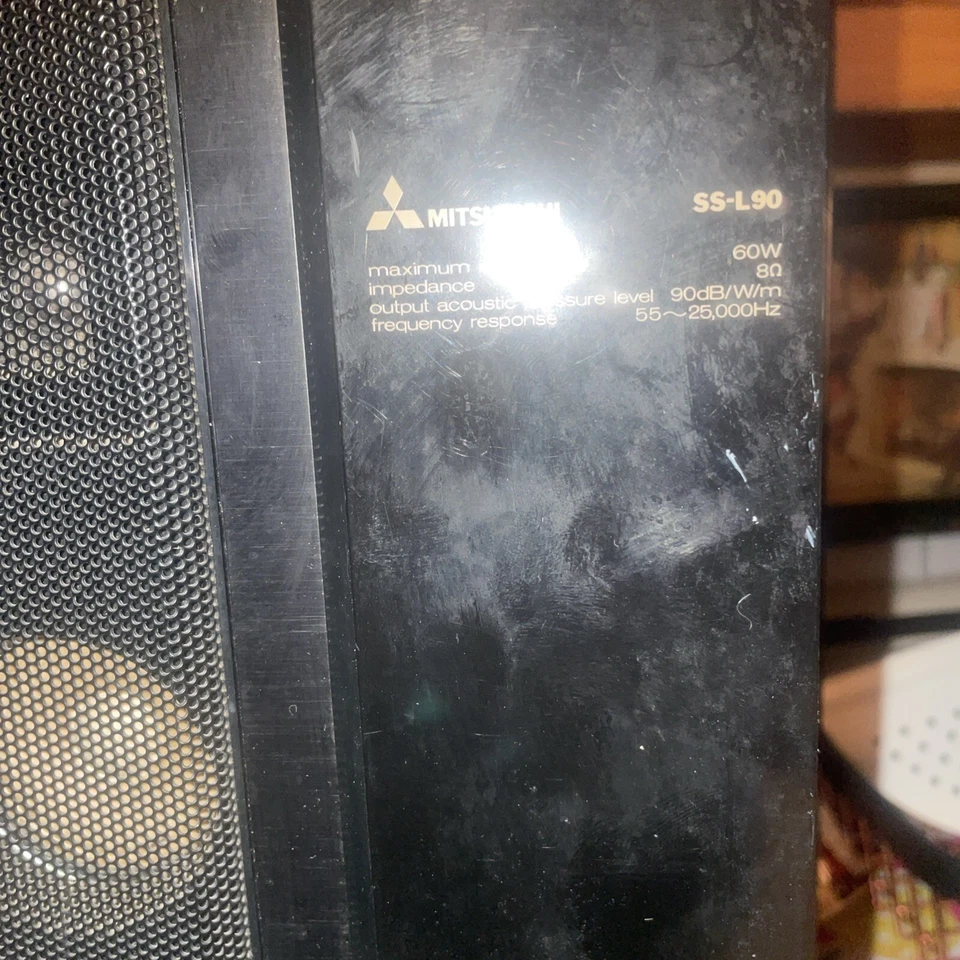 SS-L90
maximum 60W
impedance 8Ω
output acoustic level 90dB/W/m
frequency response 55~25,000Hz